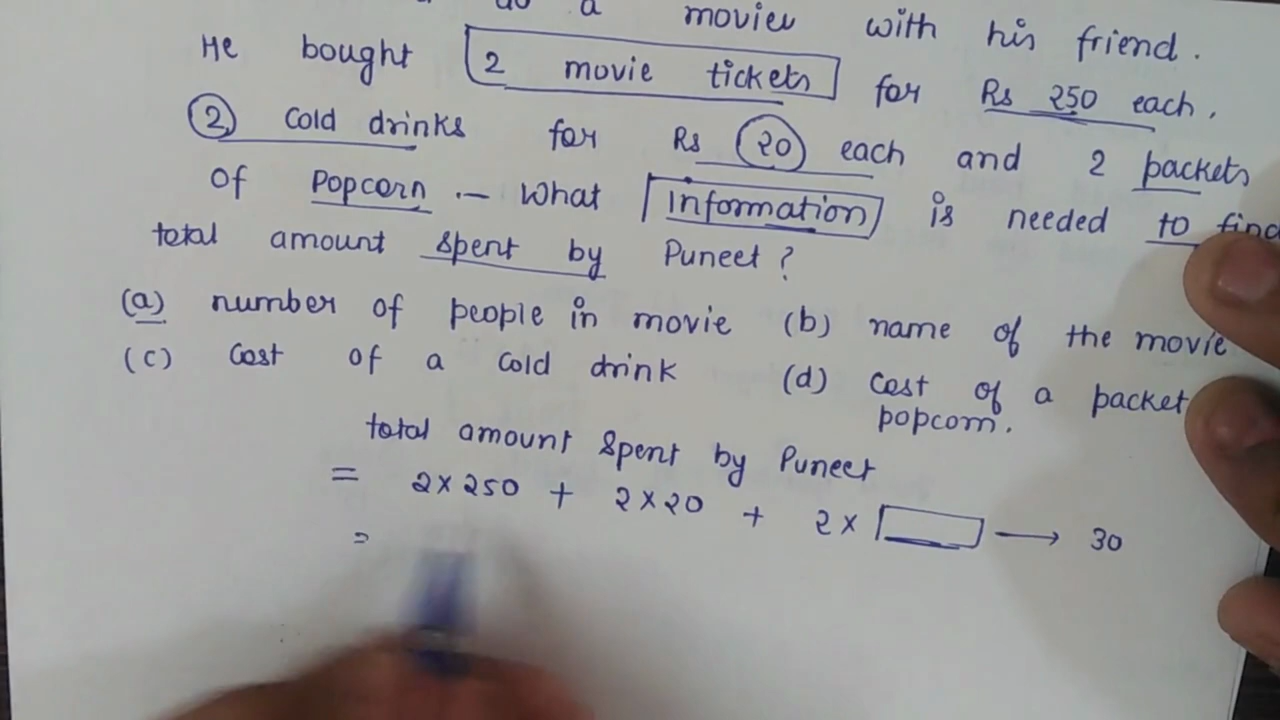 a movies with his friend.
He bought 2 movie tickets for Rs 250 each,
2 Cold drinks for Rs 20 each and 2 packets
of Popcorn .- What information is needed to find
total amount spent by Puneet?
(a) number of people in movie (b) name of the movie
(c) Cost of a cold drink (d) Cost of a packet
popcorn.
total amount spent by Puneet
= 2×250 + 2×20 + 2× → 30
=